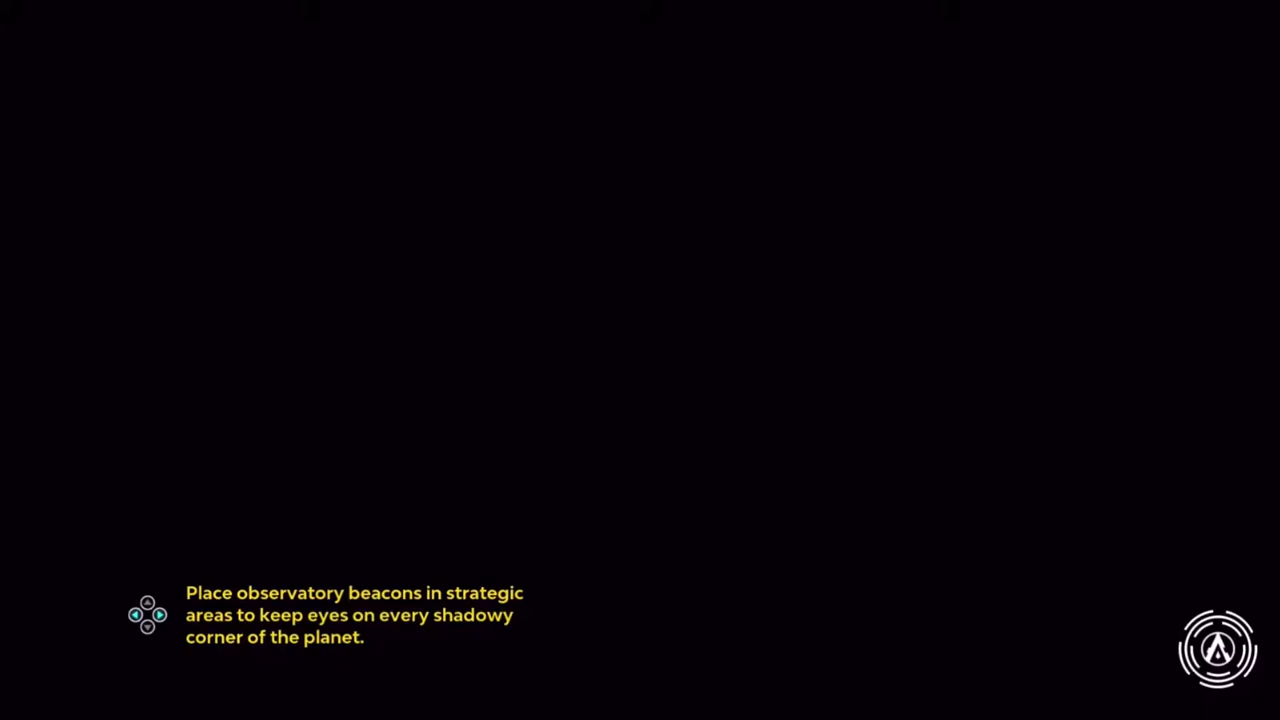 Place observatory beacons in strategic
areas to keep eyes on every shadowy
corner of the planet.